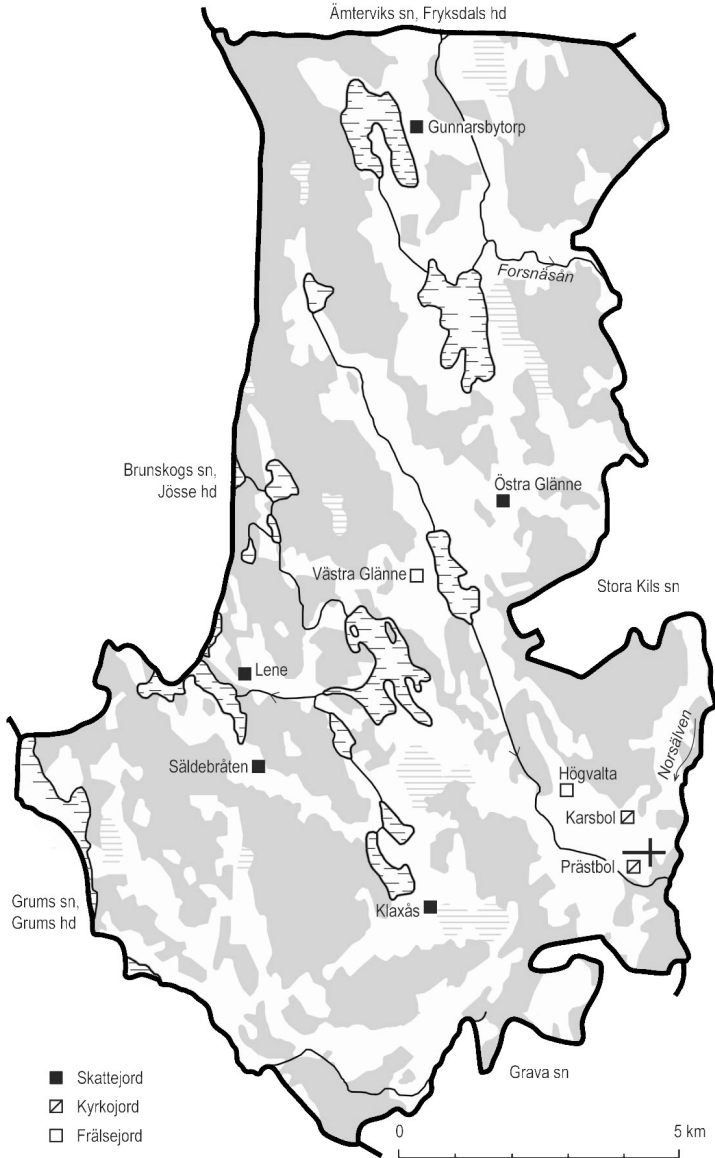 Ämterviks sn, Fryksdals hd
Gunnarsbytorp
Forsnäsån
Brunskogs sn,
Jösse hd
Östra Glänne
Västra Glänne
Stora Kils sn
Lene
Norsälven
Säldebråten
Högvalta
Karsbol
Prästbol
Grums sn,
Grums hd
Klaxås
Grava sn
Skattejord
Kyrkojord
Frälsejord
0
5 km